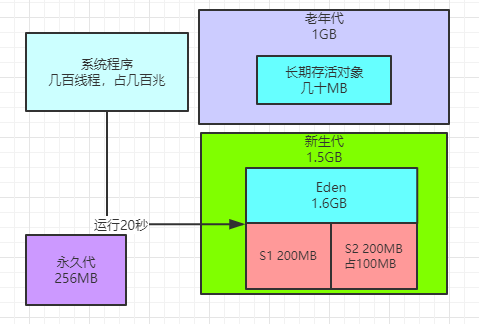 系统程序
几百线程，占几百兆
老年代
1GB
长期存活对象
几十MB
新生代
1.5GB
Eden
1.6GB
运行20秒
S1 200MB
S2 200MB
占100MB
永久代
256MB